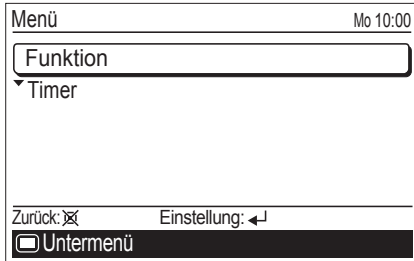 Menü Mo 10:00
Funktion
Timer
Zurück: Einstellung:
Untermenü